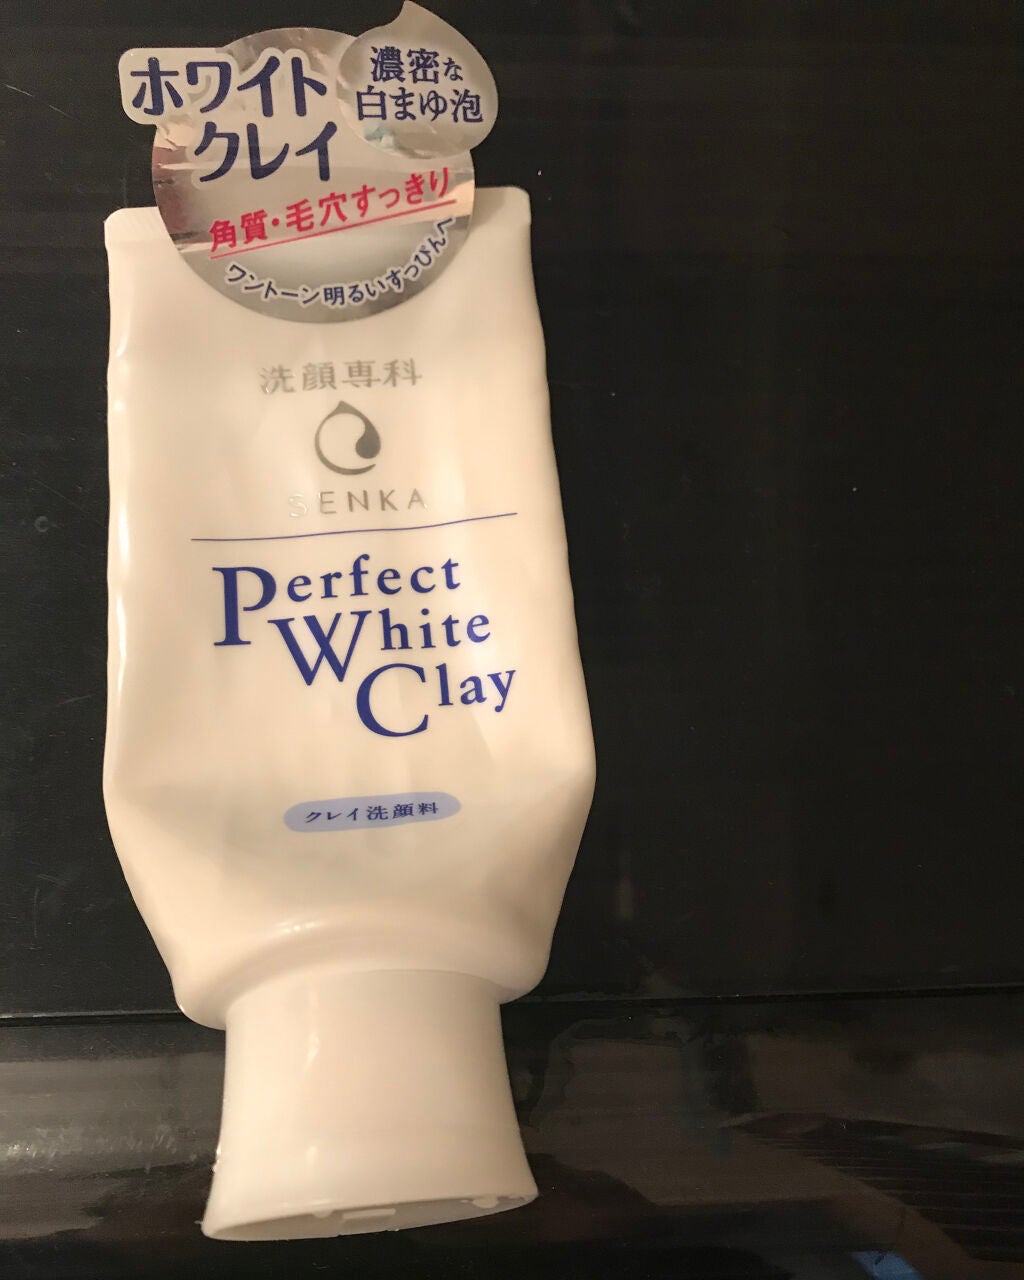 ホワイト
クレイ
濃密な
白まゆ泡
角質・毛穴すっきり
ワントーン明るいすっぴんへ
洗顔専科
SENKA
Perfect
White
Clay
クレイ洗顔料